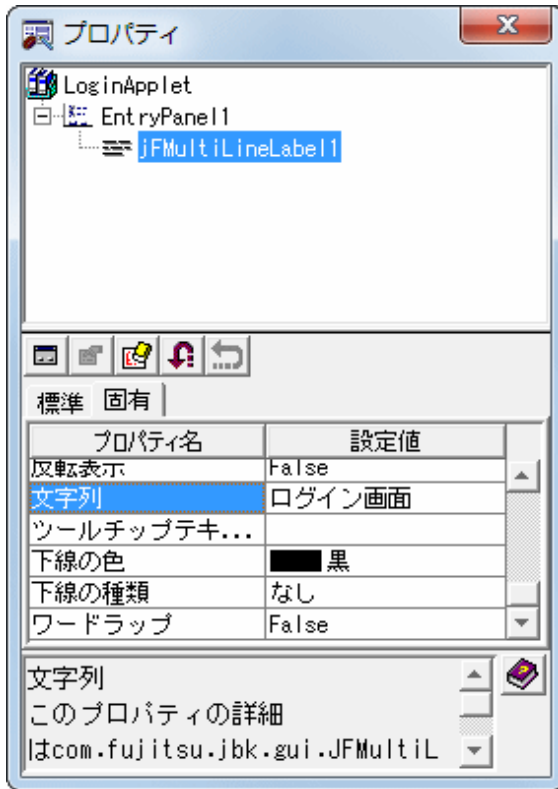 プロパティ
LoginApplet
EntryPanel1
jFMultiLineLabel1
標準 固有
プロパティ名 設定値
反転表示 False
文字列 ログイン画面
ツールチップテキ...
下線の色 黒
下線の種類 なし
ワードラップ False
文字列
このプロパティの詳細
はcom.fujitsu.jbk.gui.JFMultiL